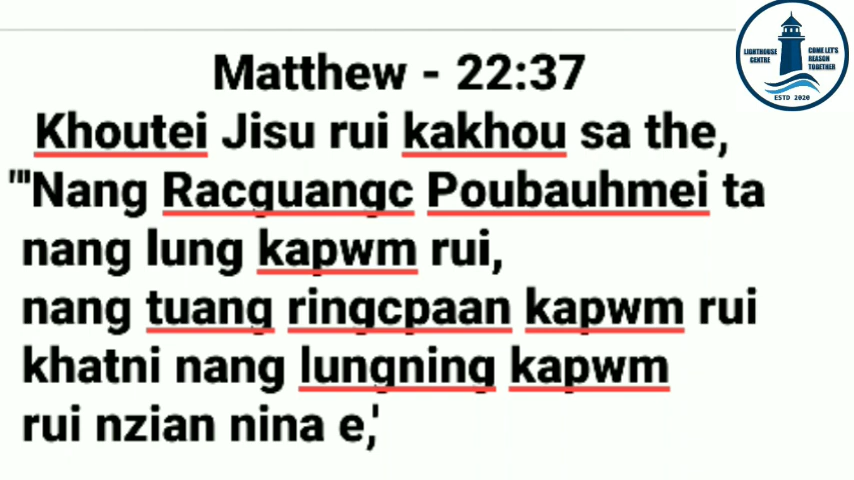 LIGHTHOUSE CENTRE
COME LET'S REASON TOGETHER
ESTD 2020
Matthew - 22:37
Khoutei Jisu rui kakhou sa the,
"'Nang Racguangc Poubauhmei ta
nang lung kapwm rui,
nang tuang ringcpaan kapwm rui
khatni nang lungning kapwm
rui nzian nina e,'